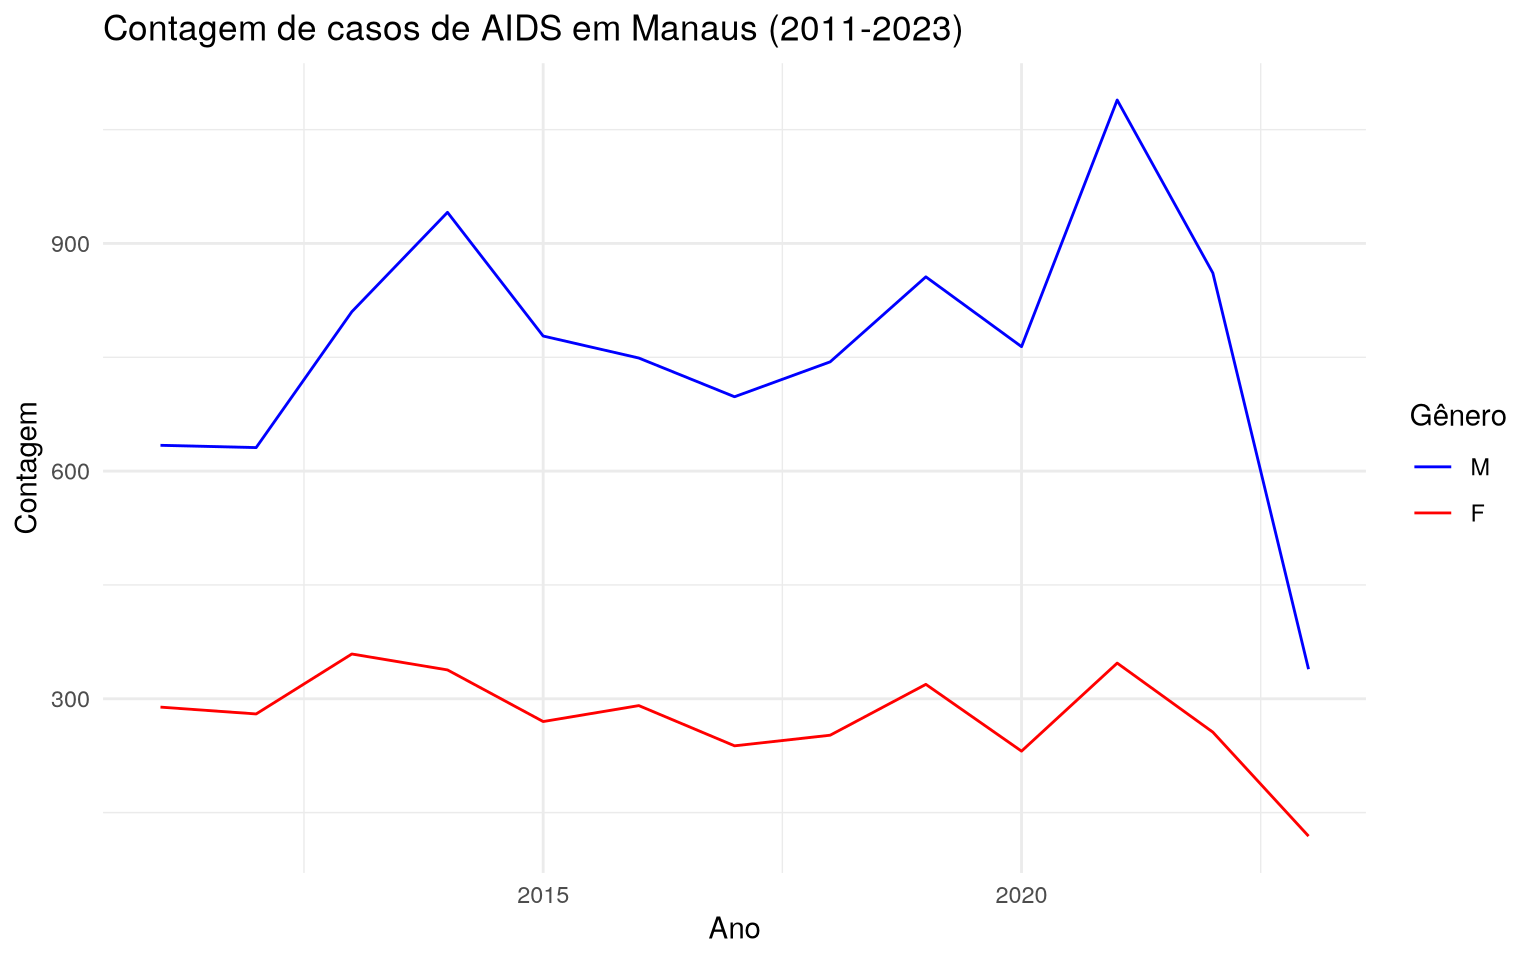 Contagem de casos de AIDS em Manaus (2011-2023)
Contagem
900
600
300
2015
2020
Ano
Gênero
M
F